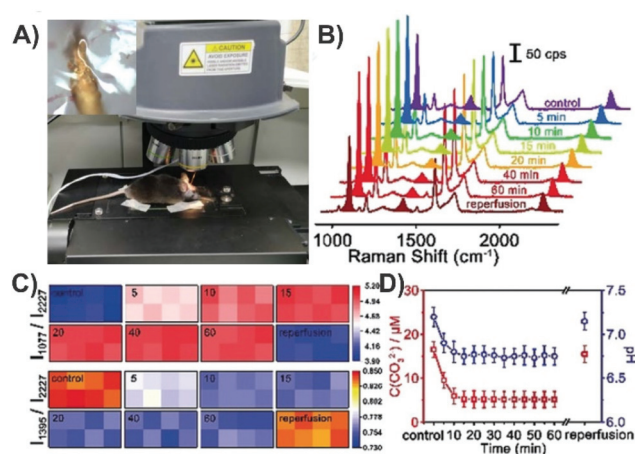 A)
CAUTION
AVOID EXPOSURE
B)
50 cps
control
5 min
10 min
15 min
20 min
40 min
60 min
reperfusion
1000 1500 2000
Raman Shift (cm⁻¹)
C)
I1077 / I2227
control 5 10 15
20 40 60 reperfusion
5.20
4.94
4.68
4.42
4.16
3.90
I1395 / I2227
control 5 10 15
20 40 60 reperfusion
0.850
0.826
0.802
0.778
0.754
0.730
D)
C(CO₃²⁻) / μM
30
20
10
0
7.5
7.0
6.5
6.0
pH
control 10 20 30 40 50 60 reperfusion
Time (min)